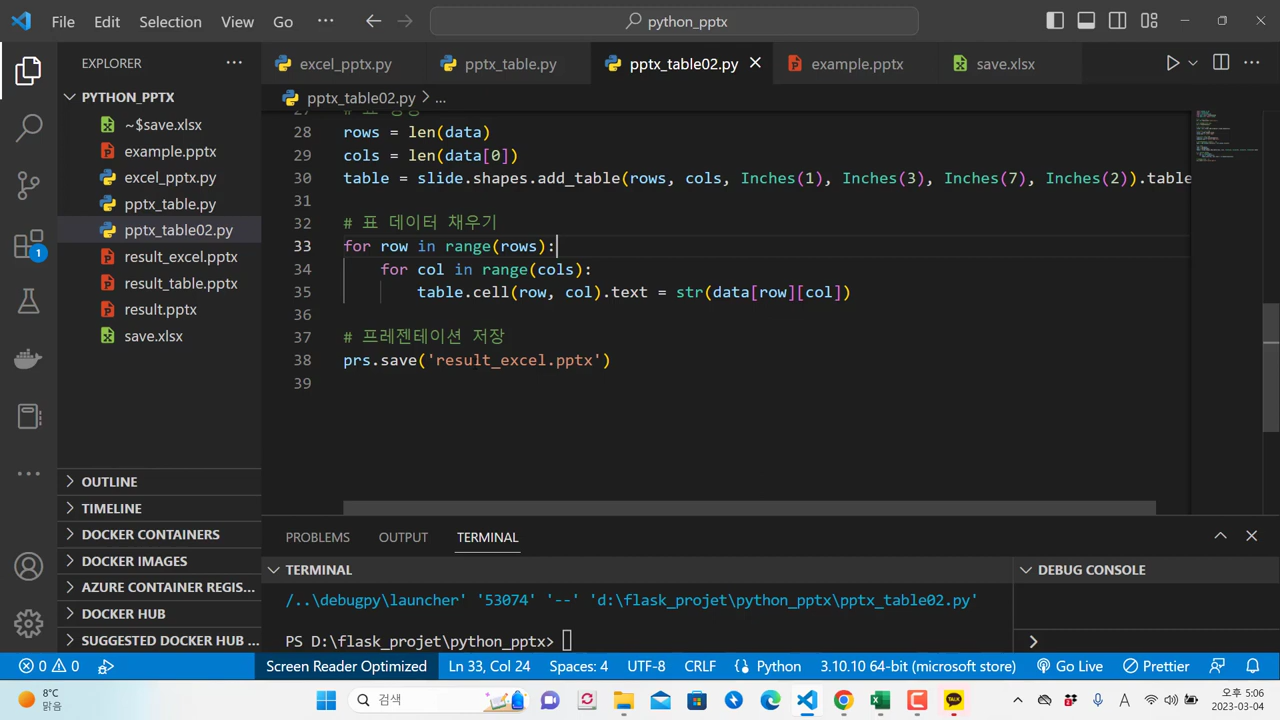 File Edit Selection View Go ··· python_pptx
EXPLORER ···
excel_pptx.py pptx_table.py pptx_table02.py example.pptx save.xlsx
PYTHON_PPTX
pptx_table02.py > ...
~$save.xlsx
example.pptx
excel_pptx.py
pptx_table.py
pptx_table02.py
result_excel.pptx
result_table.pptx
result.pptx
save.xlsx
28 rows = len(data)
29 cols = len(data[0])
30 table = slide.shapes.add_table(rows, cols, Inches(1), Inches(3), Inches(7), Inches(2)).table
31
32 # 표 데이터 채우기
33 for row in range(rows):
34 for col in range(cols):
35 table.cell(row, col).text = str(data[row][col])
36
37 # 프레젠테이션 저장
38 prs.save('result_excel.pptx')
39
1
OUTLINE
TIMELINE
DOCKER CONTAINERS
DOCKER IMAGES
AZURE CONTAINER REGIS...
DOCKER HUB
SUGGESTED DOCKER HUB ...
PROBLEMS OUTPUT TERMINAL
TERMINAL
DEBUG CONSOLE
/..\debugpy\launcher' '53074' '--' 'd:\flask_projet\python_pptx\pptx_table02.py'
PS D:\flask_projet\python_pptx>
0 0 Screen Reader Optimized Ln 33, Col 24 Spaces: 4 UTF-8 CRLF Python 3.10.10 64-bit (microsoft store) Go Live Prettier
8°C
맑음
검색
TALK
A
오후 5:06
2023-03-04